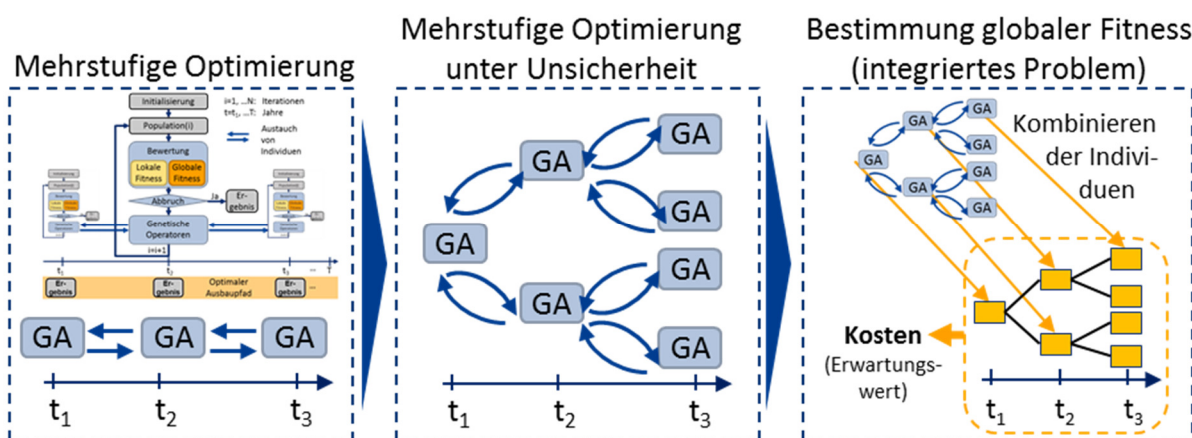 Mehrstufige Optimierung
Initialisierung
i=1, ...N: Iterationen
t=t₁, ...T: Jahre
Population(i)
Austauch
von
Individuen
Bewertung
Lokale
Fitness
Globale
Fitness
Abbruch
Ja
Er-
gebnis
Genetische
Operatoren
i=i+1
t₁
t₂
t₃
...
T
Er-
gebnis
Er-
gebnis
Optimaler
Ausbaupfad
Er-
gebnis
...
GA
GA
GA
t₁
t₂
t₃
Mehrstufige Optimierung
unter Unsicherheit
GA
GA
GA
GA
GA
GA
GA
t₁
t₂
t₃
Bestimmung globaler Fitness
(integriertes Problem)
GA
GA
GA
GA
GA
GA
GA
Kombinieren
der Indivi-
duen
Kosten
(Erwartungs-
wert)
t₁
t₂
t₃